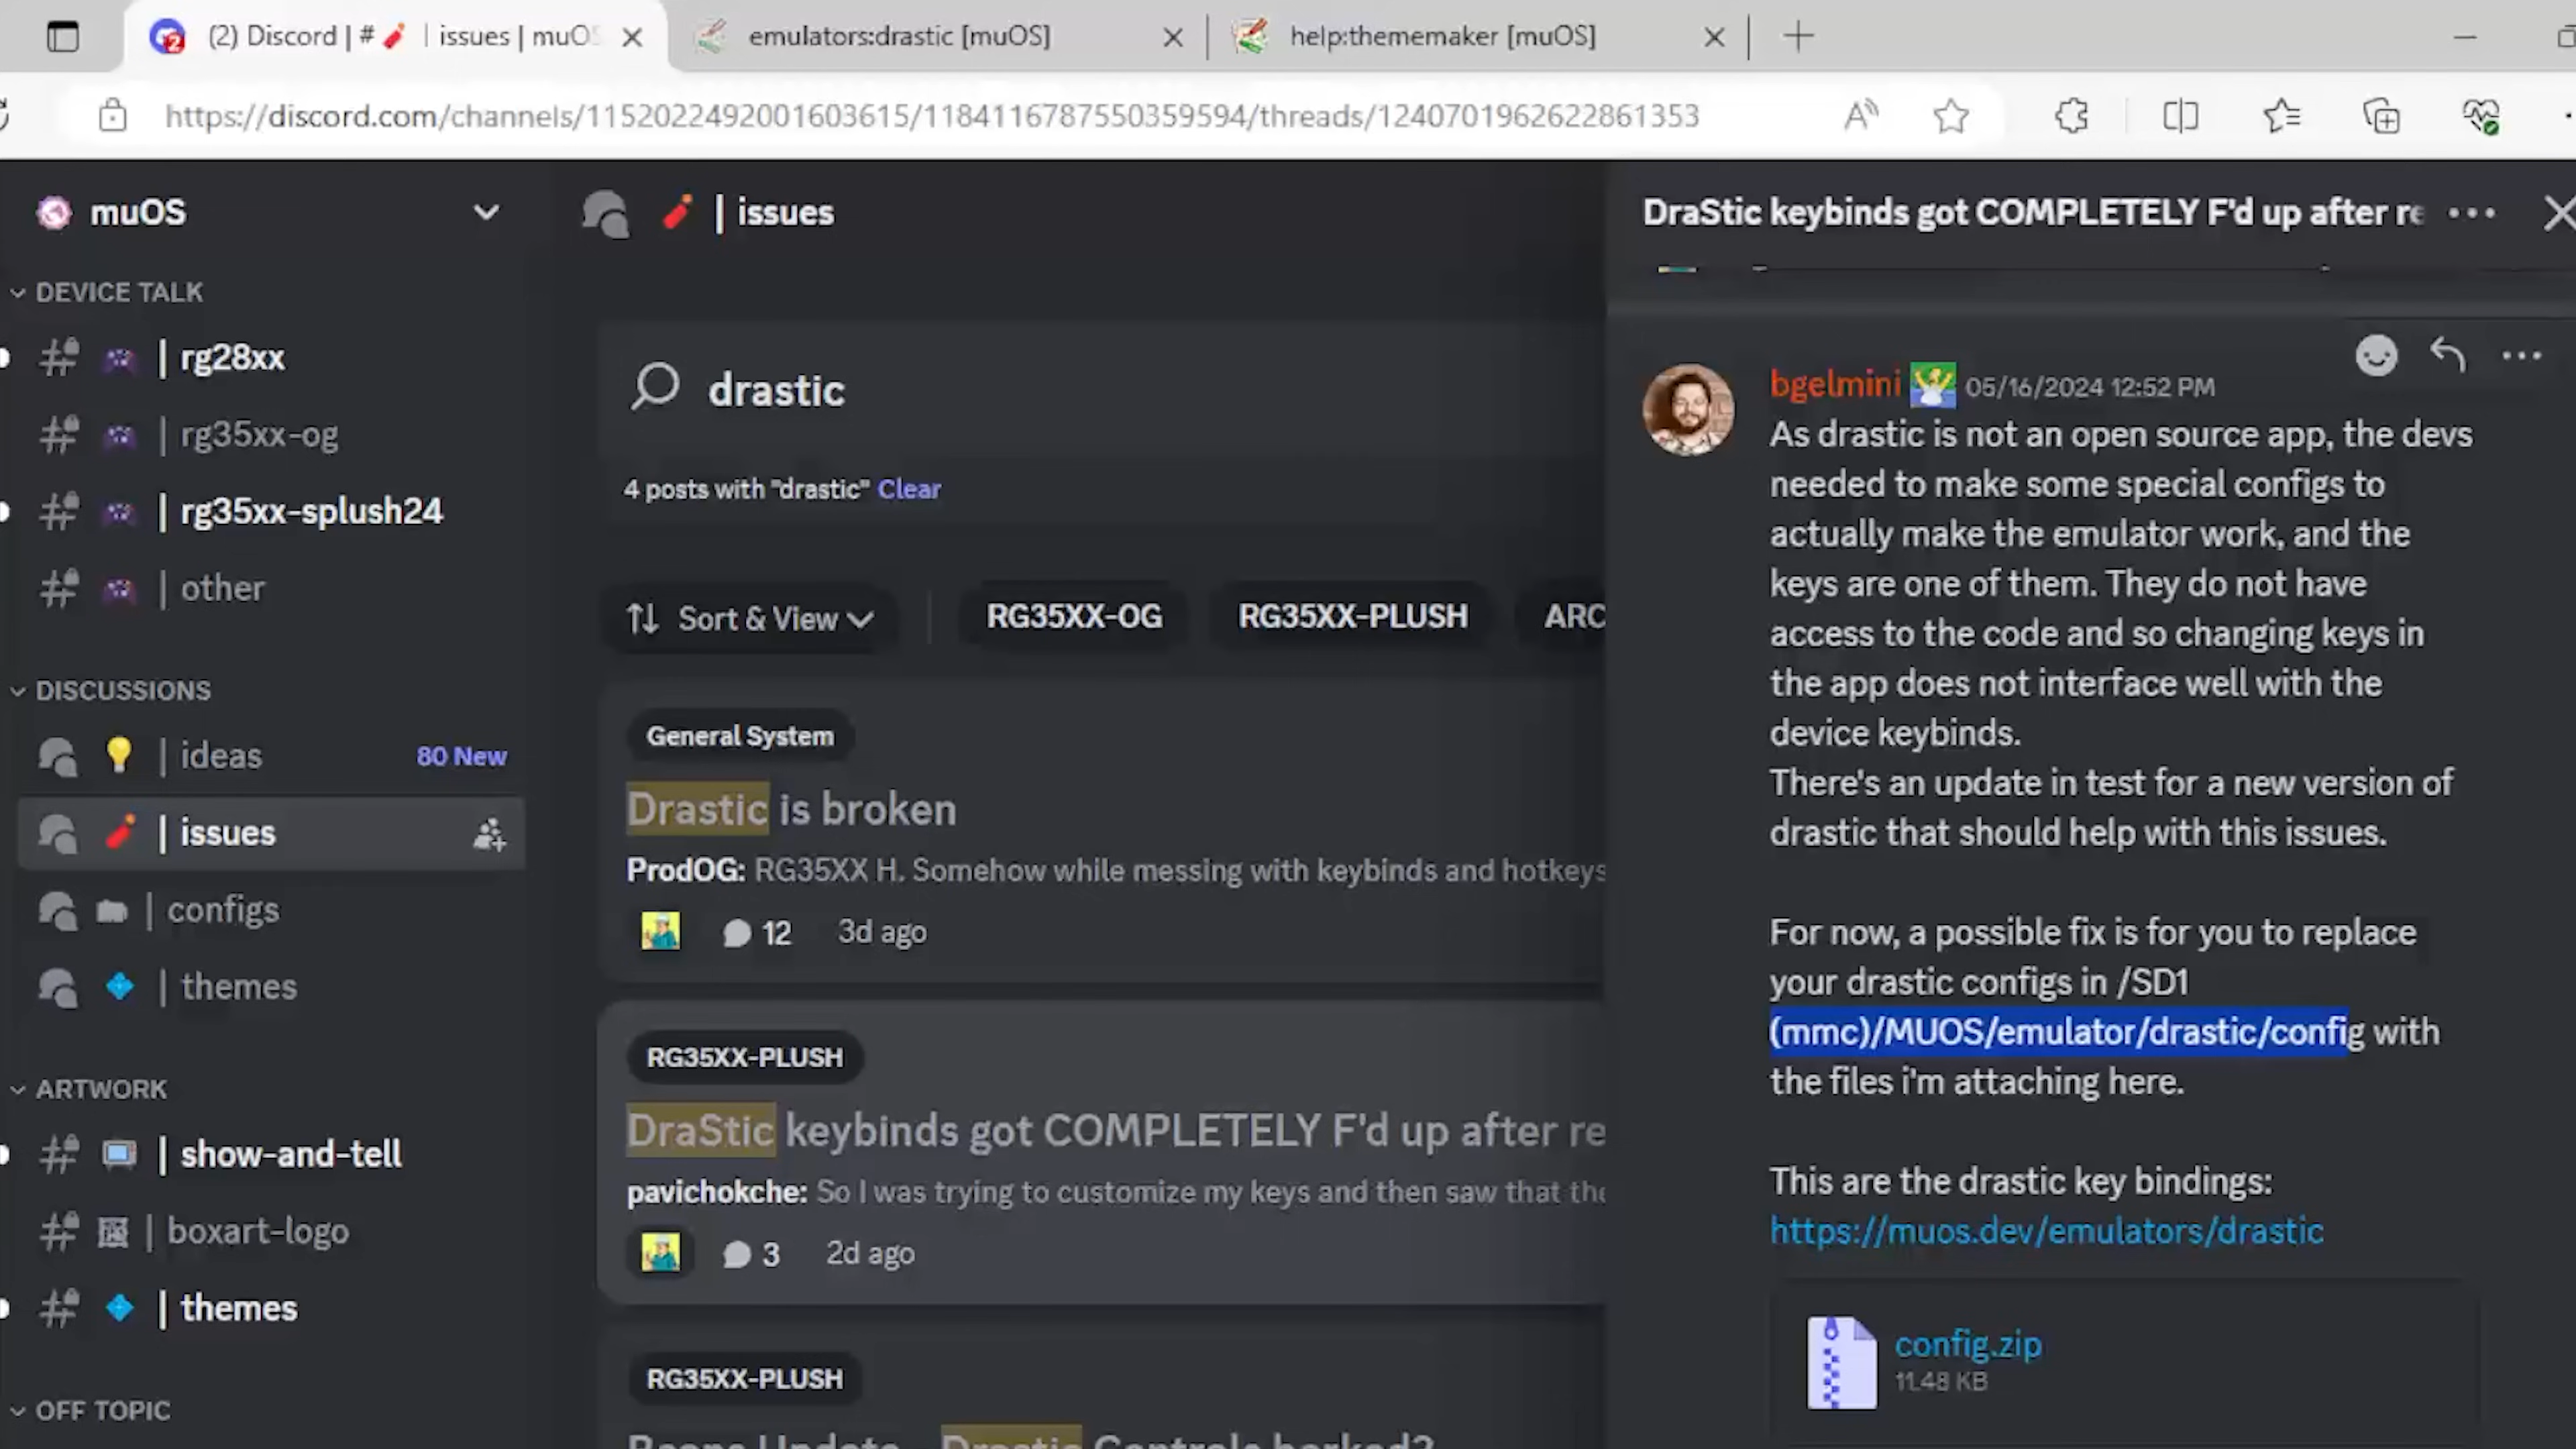 (2) Discord | # | issues | muOS
emulators:drastic [muOS]
help:thememaker [muOS]
https://discord.com/channels/1152022492001603615/1184116787550359594/threads/1240701962622861353
muOS
DEVICE TALK
| rg28xx
| rg35xx-og
| rg35xx-splush24
| other
DISCUSSIONS
| ideas 80 New
| issues
| configs
| themes
ARTWORK
| show-and-tell
| boxart-logo
| themes
OFF TOPIC
| issues
drastic
4 posts with "drastic" Clear
Sort & View RG35XX-OG RG35XX-PLUSH ARC
General System
Drastic is broken
ProdOG: RG35XX H. Somehow while messing with keybinds and hotkeys
12 3d ago
RG35XX-PLUSH
DraStic keybinds got COMPLETELY F'd up after re
pavichokche: So I was trying to customize my keys and then saw that the
3 2d ago
RG35XX-PLUSH
DraStic keybinds got COMPLETELY F'd up after re
bgelmini 05/16/2024 12:52 PM
As drastic is not an open source app, the devs
needed to make some special configs to
actually make the emulator work, and the
keys are one of them. They do not have
access to the code and so changing keys in
the app does not interface well with the
device keybinds.
There's an update in test for a new version of
drastic that should help with this issues.
For now, a possible fix is for you to replace
your drastic configs in /SD1
(mmc)/MUOS/emulator/drastic/config with
the files i'm attaching here.
This are the drastic key bindings:
https://muos.dev/emulators/drastic
config.zip
11.48 KB